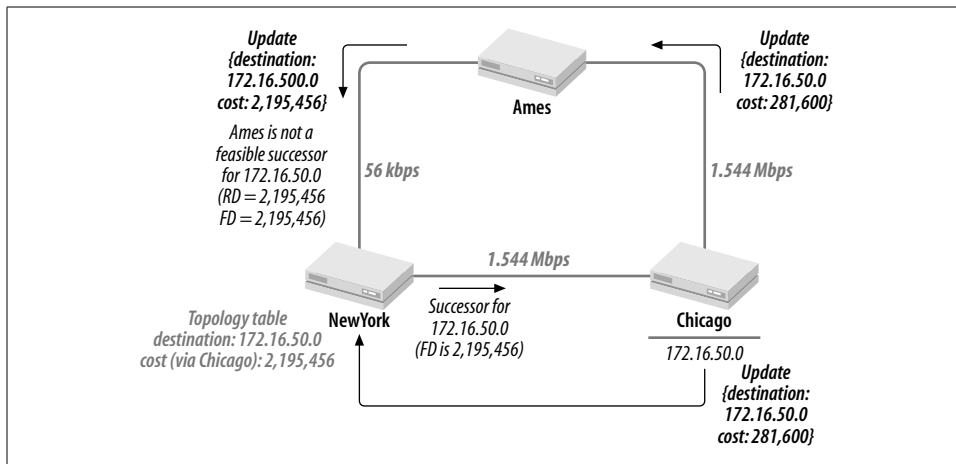 Update
{destination:
172.16.500.0
cost: 2,195,456}
Ames is not a
feasible successor
for 172.16.50.0
(RD = 2,195,456
FD = 2,195,456)
Ames
Update
{destination:
172.16.50.0
cost: 281,600}
56 kbps
1.544 Mbps
1.544 Mbps
NewYork
Topology table
destination: 172.16.50.0
cost (via Chicago): 2,195,456
Successor for
172.16.50.0
(FD is 2,195,456)
Chicago
172.16.50.0
Update
{destination:
172.16.50.0
cost: 281,600}